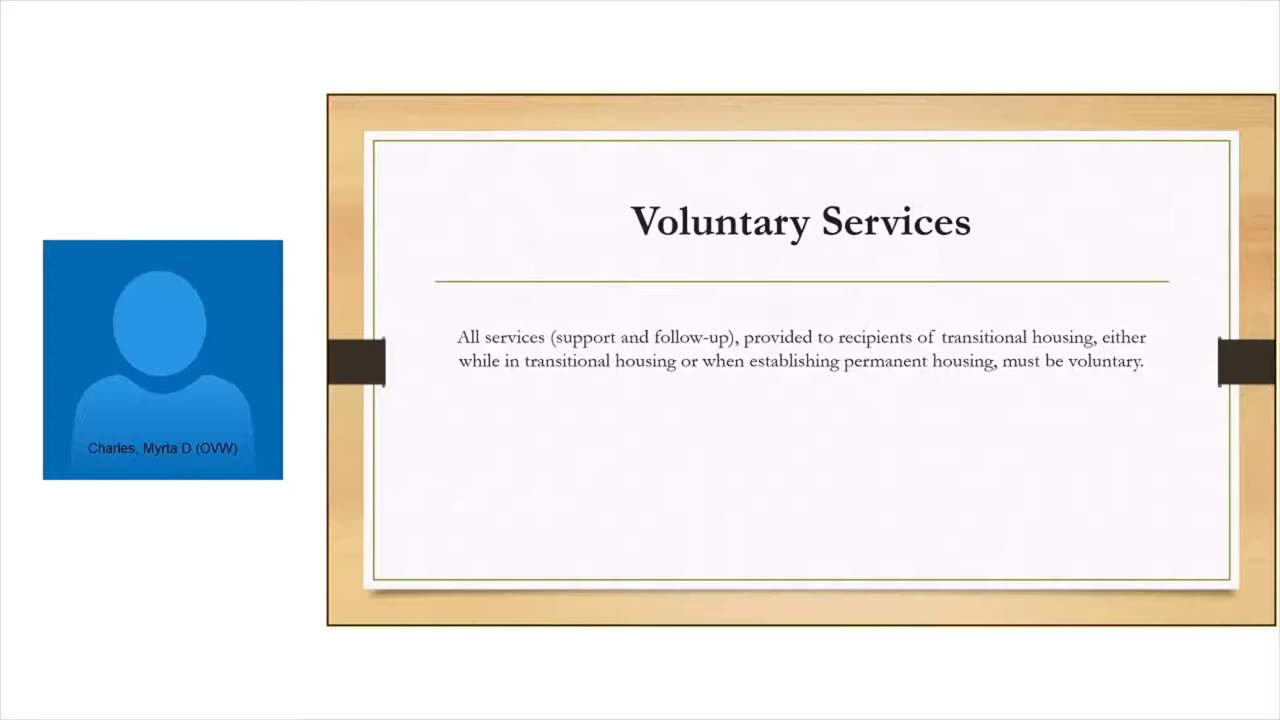 Voluntary Services
All services (support and follow-up), provided to recipients of transitional housing, either
while in transitional housing or when establishing permanent housing, must be voluntary.
Charles, Myrta D (OVW)